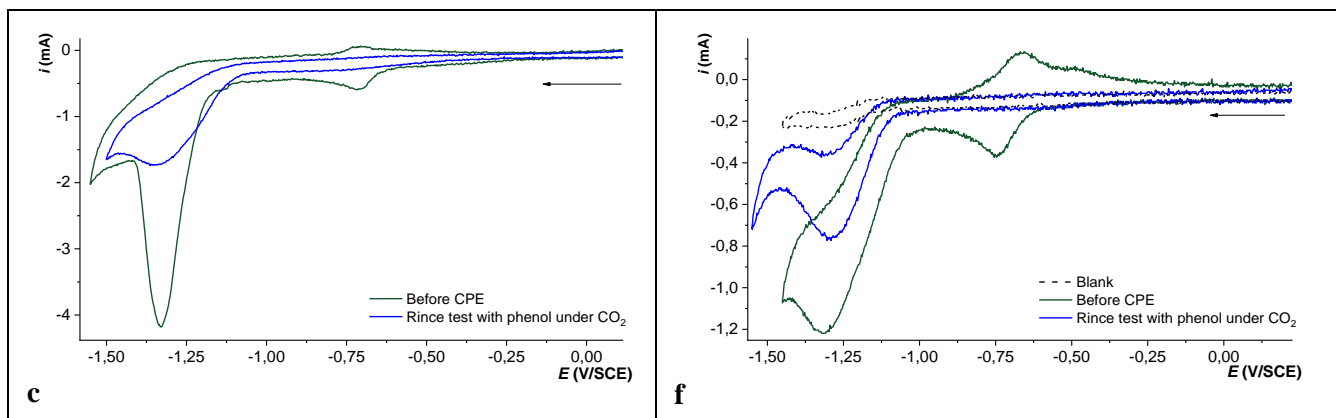 i (mA)
0
-1
-2
-3
-4
-1,50
-1,25
-1,00
-0,75
-0,50
-0,25
0,00
E (V/SCE)
Before CPE
Rince test with phenol under CO2
c
i (mA)
0,0
-0,2
-0,4
-0,6
-0,8
-1,0
-1,2
-1,50
-1,25
-1,00
-0,75
-0,50
-0,25
0,00
E (V/SCE)
Blank
Before CPE
Rince test with phenol under CO2
f